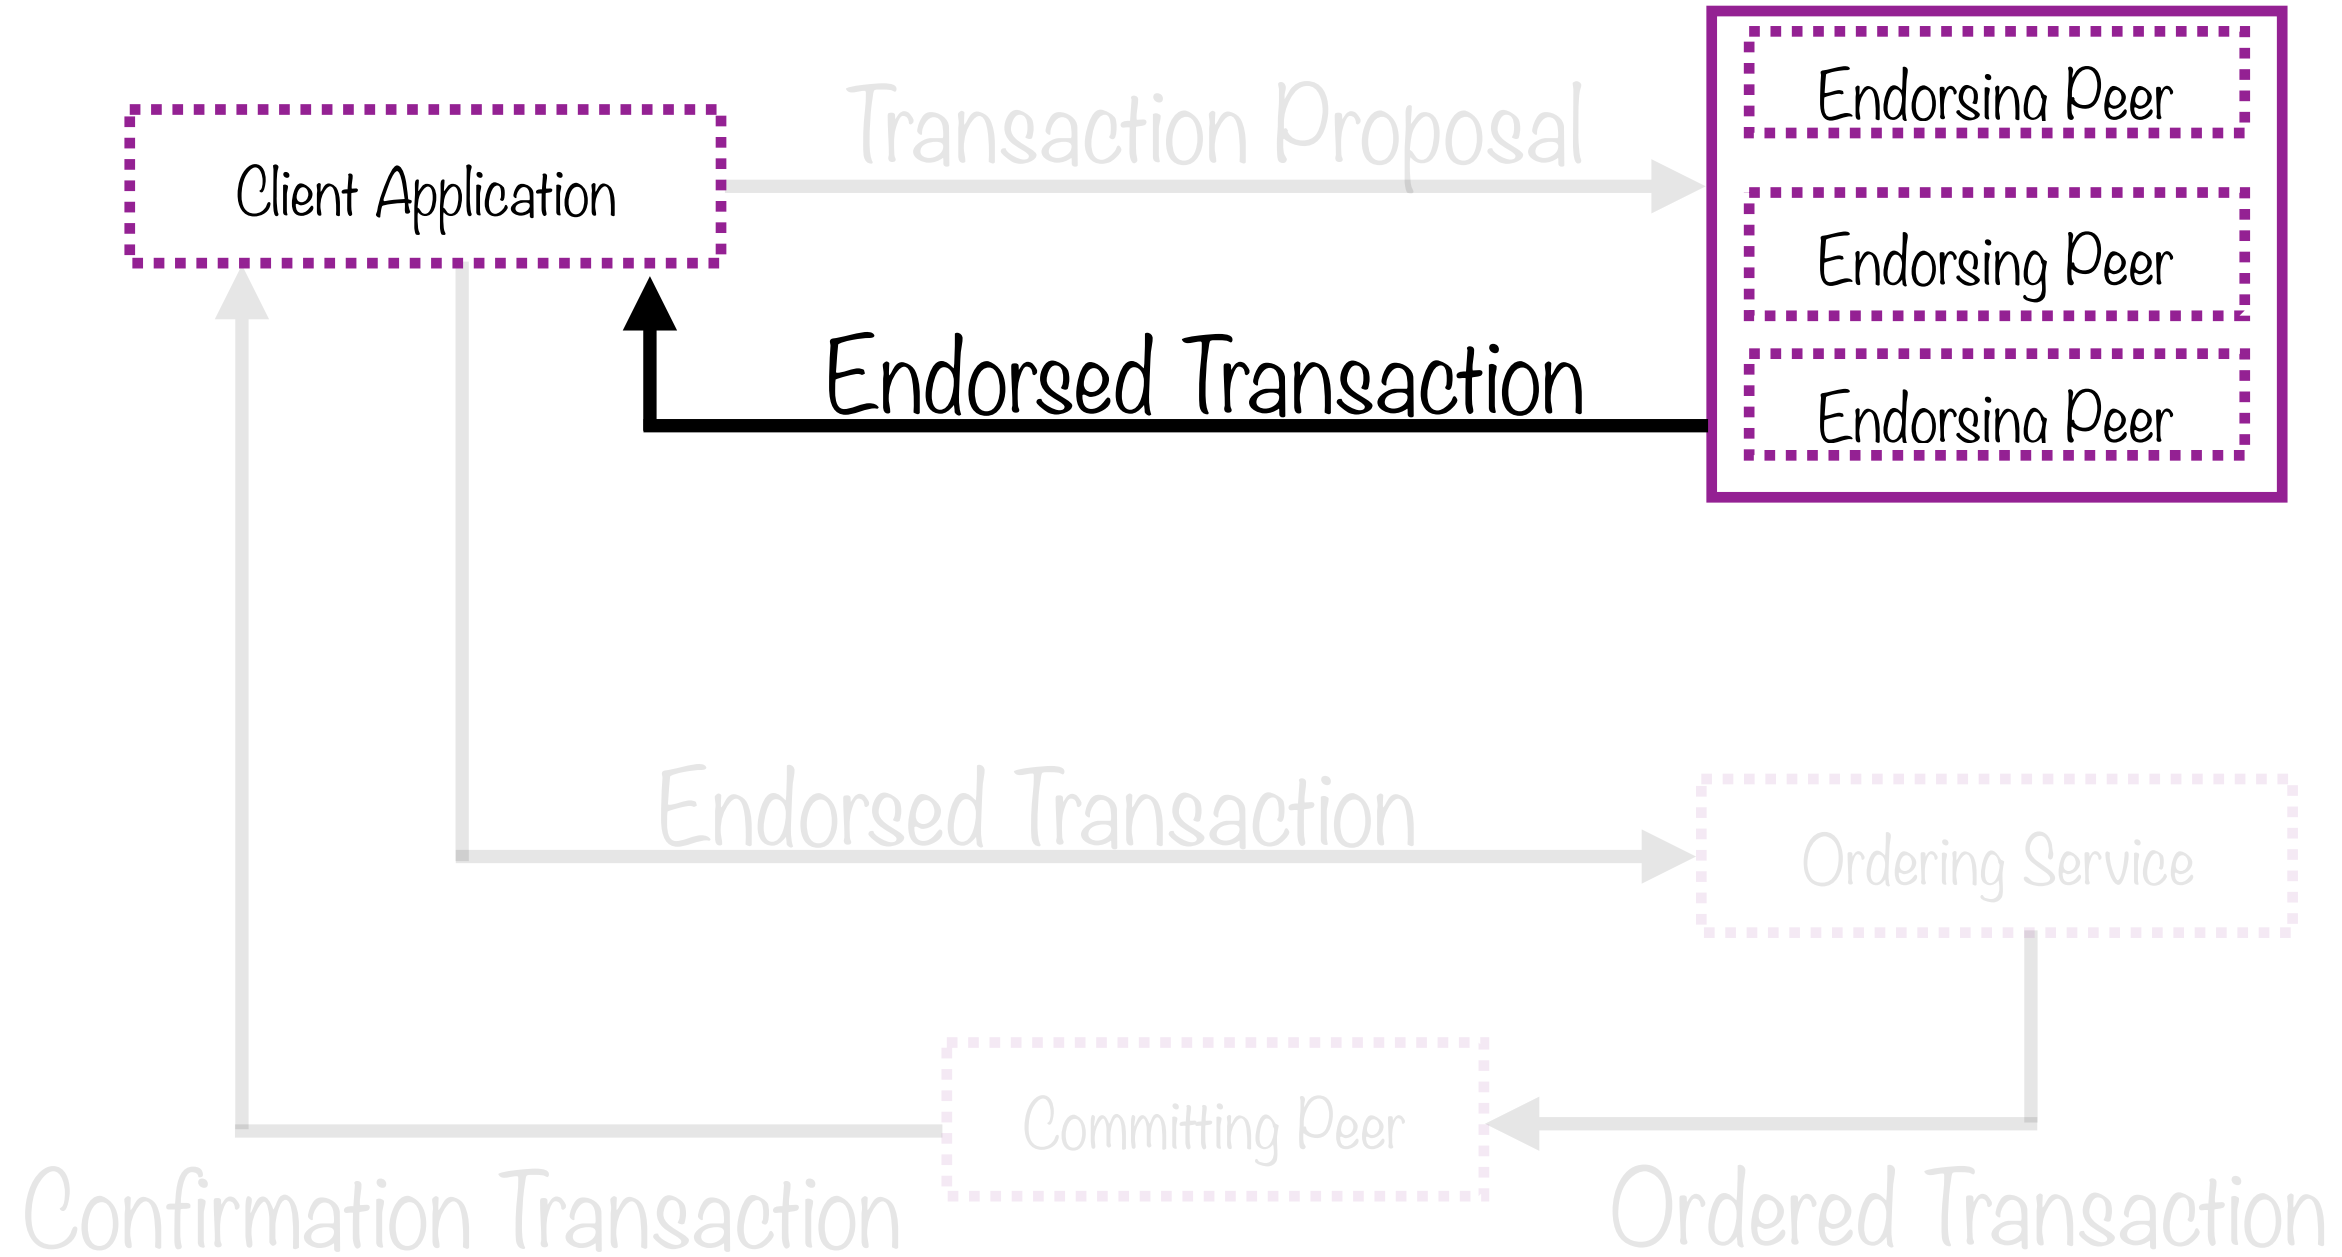 Transaction Proposal
Endorsing Peer
Client Application
Endorsing Peer
Endorsed Transaction
Endorsing Peer
Endorsed Transaction
Ordering Service
Committing Peer
Confirmation Transaction
Ordered Transaction